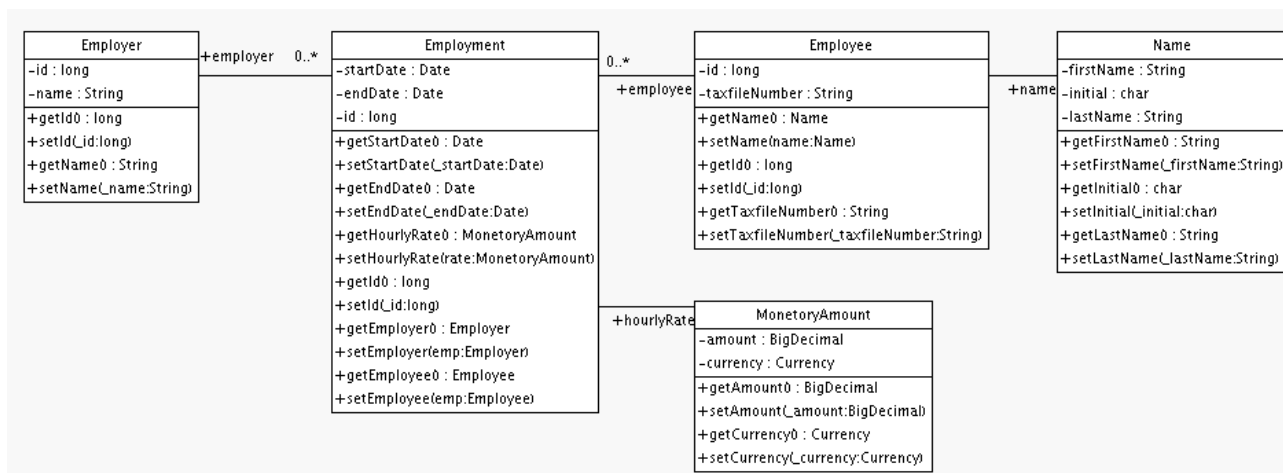 Employer
-id : long
-name : String
+getId() : long
+setId(_id:long)
+getName() : String
+setName(_name:String)
+employer 0..*
Employment
-startDate : Date
-endDate : Date
-id : long
+getStartDate() : Date
+setStartDate(_startDate:Date)
+getEndDate() : Date
+setEndDate(_endDate:Date)
+getHourlyRate() : MonetoryAmount
+setHourlyRate(rate:MonetoryAmount)
+getId() : long
+setId(_id:long)
+getEmployer() : Employer
+setEmployer(emp:Employer)
+getEmployee() : Employee
+setEmployee(emp:Employee)
0..*
+employee
Employee
-id : long
-taxfileNumber : String
+getName() : Name
+setName(name:Name)
+getId() : long
+setId(_id:long)
+getTaxfileNumber() : String
+setTaxfileNumber(_taxfileNumber:String)
+name
Name
-firstName : String
-initial : char
-lastName : String
+getFirstName() : String
+setFirstName(_firstName:String)
+getInitial() : char
+setInitial(_initial:char)
+getLastName() : String
+setLastName(_lastName:String)
+hourlyRate
MonetoryAmount
-amount : BigDecimal
-currency : Currency
+getAmount() : BigDecimal
+setAmount(_amount:BigDecimal)
+getCurrency() : Currency
+setCurrency(_currency:Currency)